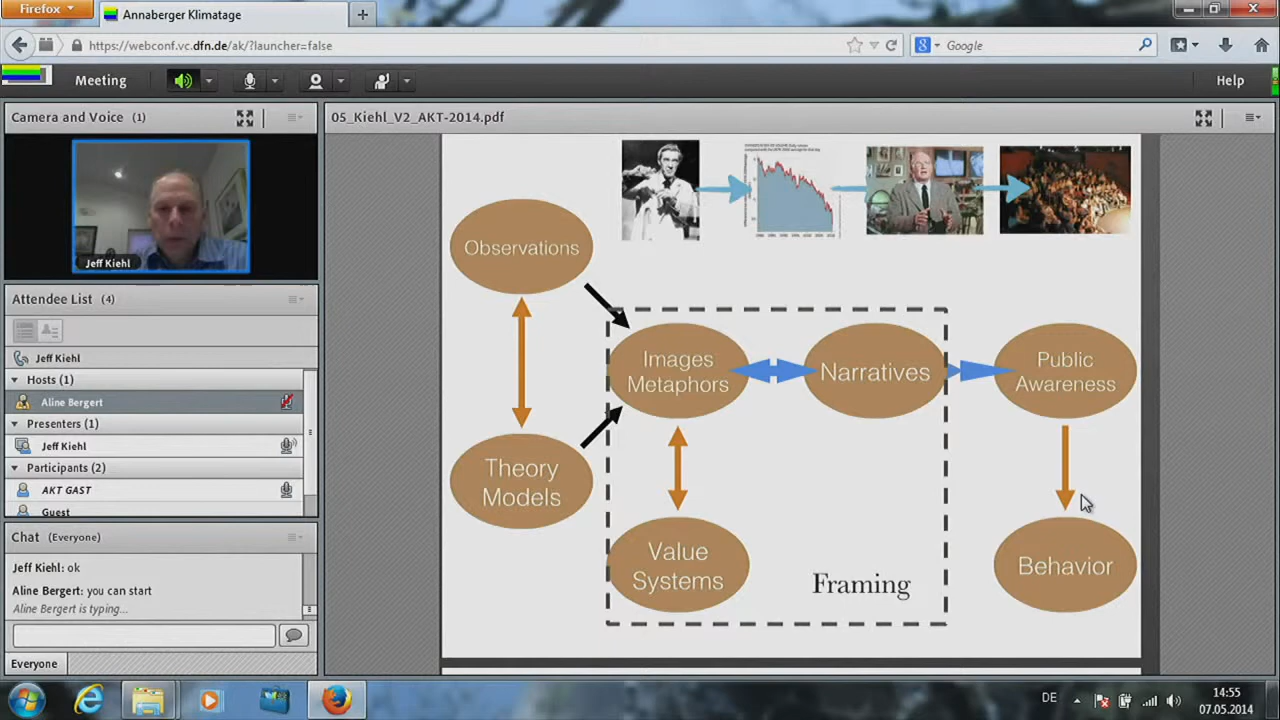 Firefox
Annaberger Klimatage
https://webconf.vc.dfn.de/ak/?launcher=false
Google
Meeting
Help
Camera and Voice (1)
05_Kiehl_V2_AKT-2014.pdf
Jeff Kiehl
Attendee List (4)
Jeff Kiehl
Hosts (1)
Aline Bergert
Presenters (1)
Jeff Kiehl
Participants (2)
AKT GAST
Guest
Chat (Everyone)
Jeff Kiehl: ok
Aline Bergert: you can start
Aline Bergert is typing...
Everyone
Observations
Images
Metaphors
Narratives
Public
Awareness
Theory
Models
Value
Systems
Framing
Behavior
DE
14:55
07.05.2014